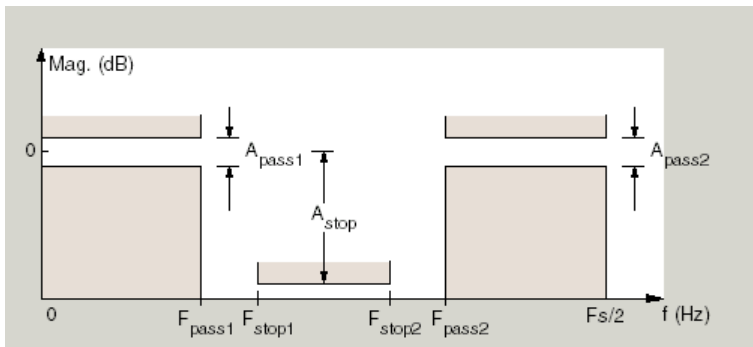 Mag. (dB)
0
A_pass1
A_pass2
A_stop
0
F_pass1
F_stop1
F_stop2
F_pass2
Fs/2
f (Hz)